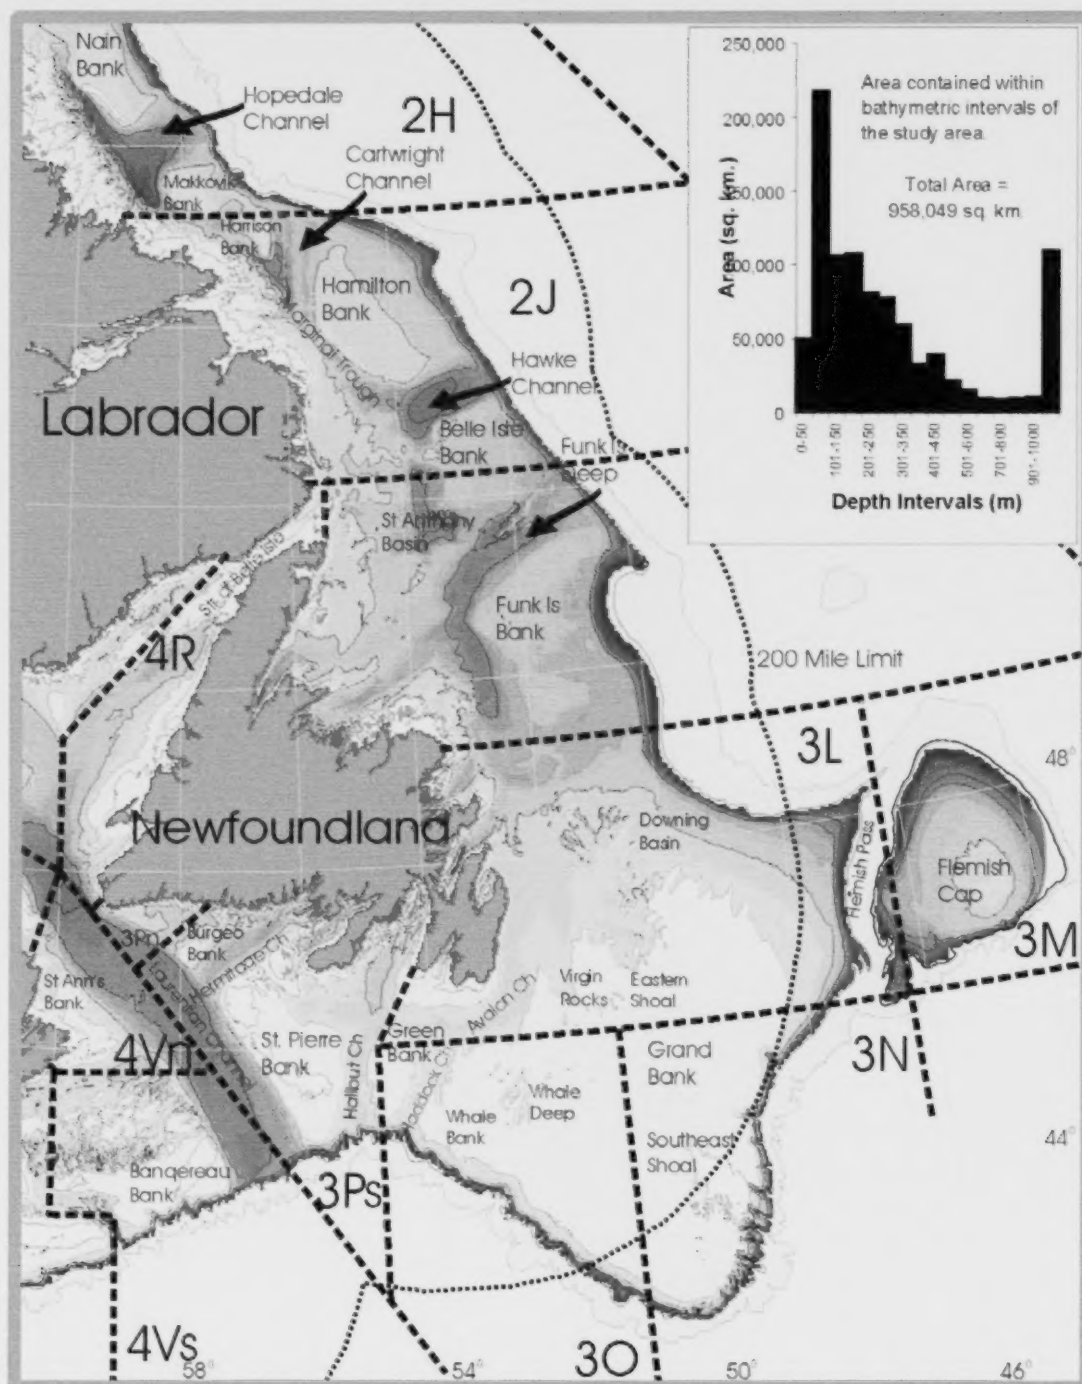 Nain
Bank
Hopedale
Channel
2H
Cartwright
Channel
Makkovik
Bank
Harrison
Bank
Hamilton
Bank
2J
Marginal Trough
Hawke
Channel
Labrador
Belle Isle
Bank
Funk Is
Deep
St Anthony
Basin
Str. of Belle Isle
Funk Is
Bank
4R
200 Mile Limit
3L
48°
Newfoundland
Downing
Basin
Flemish Pass
Flemish
Cap
3M
3Pn
Burgeo
Bank
Hermitage Ch
St Ann's
Bank
Laurentian Channel
Virgin
Rocks
Eastern
Shoal
Avalon Ch
4Vn
St. Pierre
Bank
Halibut Ch
Green
Bank
Haddock Ch
Grand
Bank
3N
Whale
Deep
Whale
Bank
Southeast
Shoal
44°
Banqereau
Bank
3Ps
4Vs
58°
54°
3O
50°
46°
250,000
200,000
150,000
100,000
50,000
0
Area (sq. km.)
Area contained within
bathymetric intervals of
the study area.
Total Area =
958,049 sq. km.
0-50
101-150
201-250
301-350
401-450
501-600
701-800
901-1000
Depth Intervals (m)